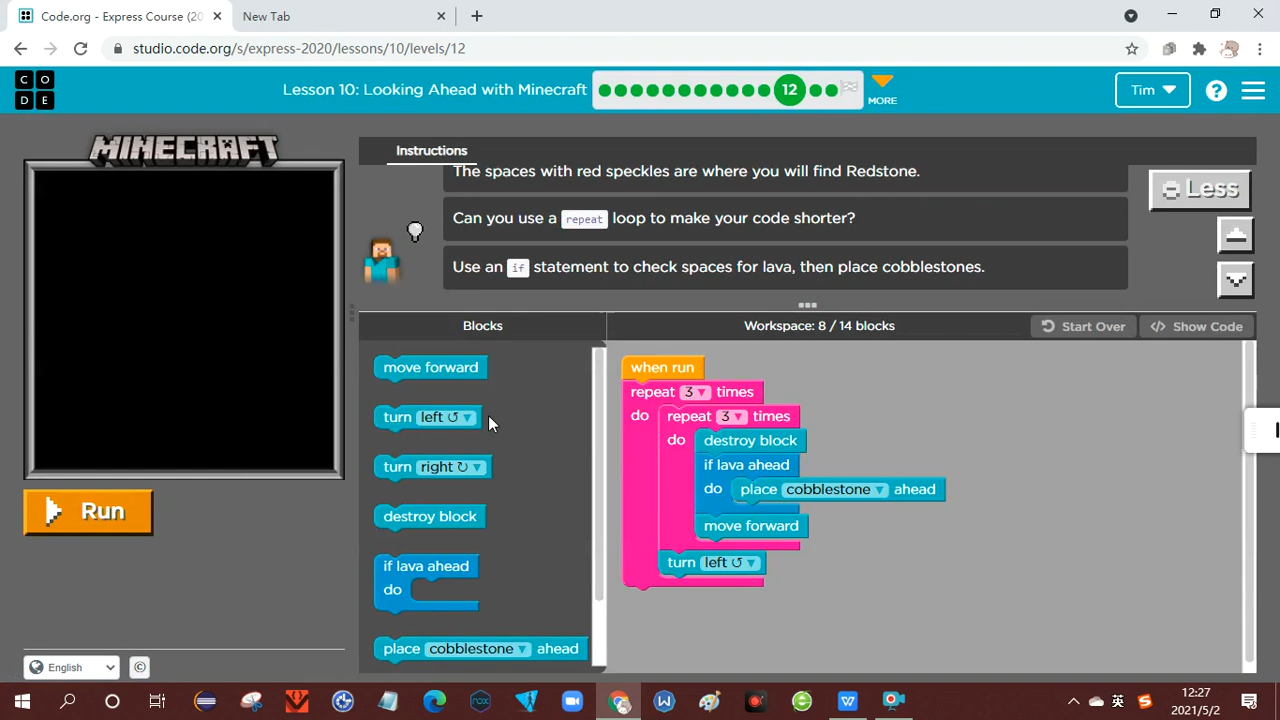 Code.org - Express Course (20
New Tab
studio.code.org/s/express-2020/lessons/10/levels/12
CO
DE
Lesson 10: Looking Ahead with Minecraft
12
MORE
Tim
MINECRAFT
Instructions
The spaces with red speckles are where you will find Redstone.
Can you use a repeat loop to make your code shorter?
Use an if statement to check spaces for lava, then place cobblestones.
Less
Blocks
Workspace: 8 / 14 blocks
Start Over
</> Show Code
move forward
turn left ↺
turn right ↻
destroy block
if lava ahead
do
place cobblestone ahead
when run
repeat 3 times
do repeat 3 times
do destroy block
if lava ahead
do place cobblestone ahead
move forward
turn left ↺
Run
English
©
英
12:27
2021/5/2